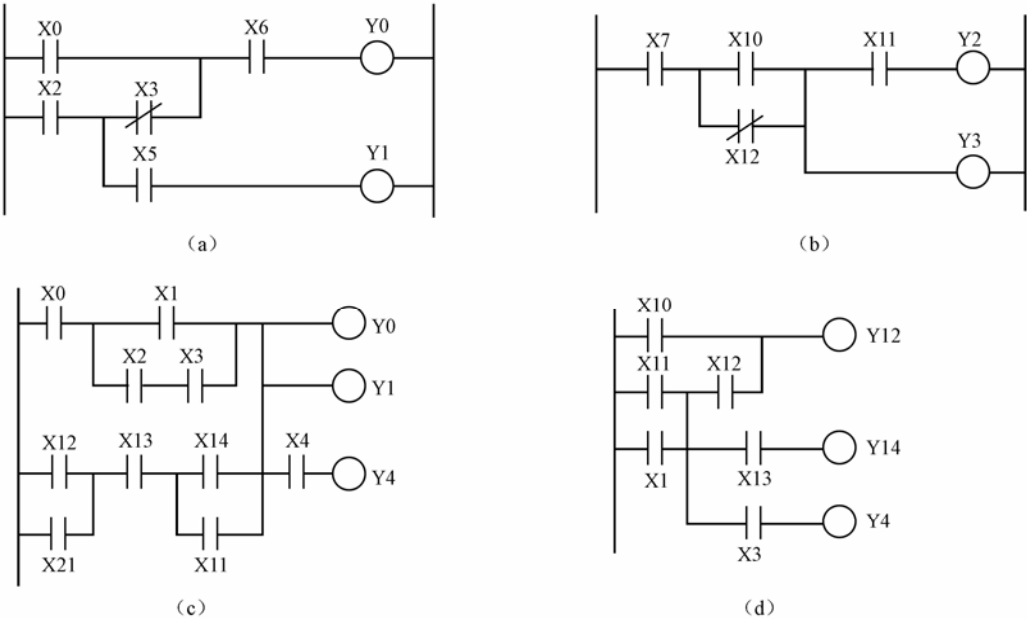 X0 X6 Y0
X2 X3
X5 Y1
(a)
X7 X10 X11 Y2
X12 Y3
(b)
X0 X1 Y0
X2 X3 Y1
X12 X13 X14 X4 Y4
X21 X11
(c)
X10 Y12
X11 X12
X1 X13 Y14
X3 Y4
(d)